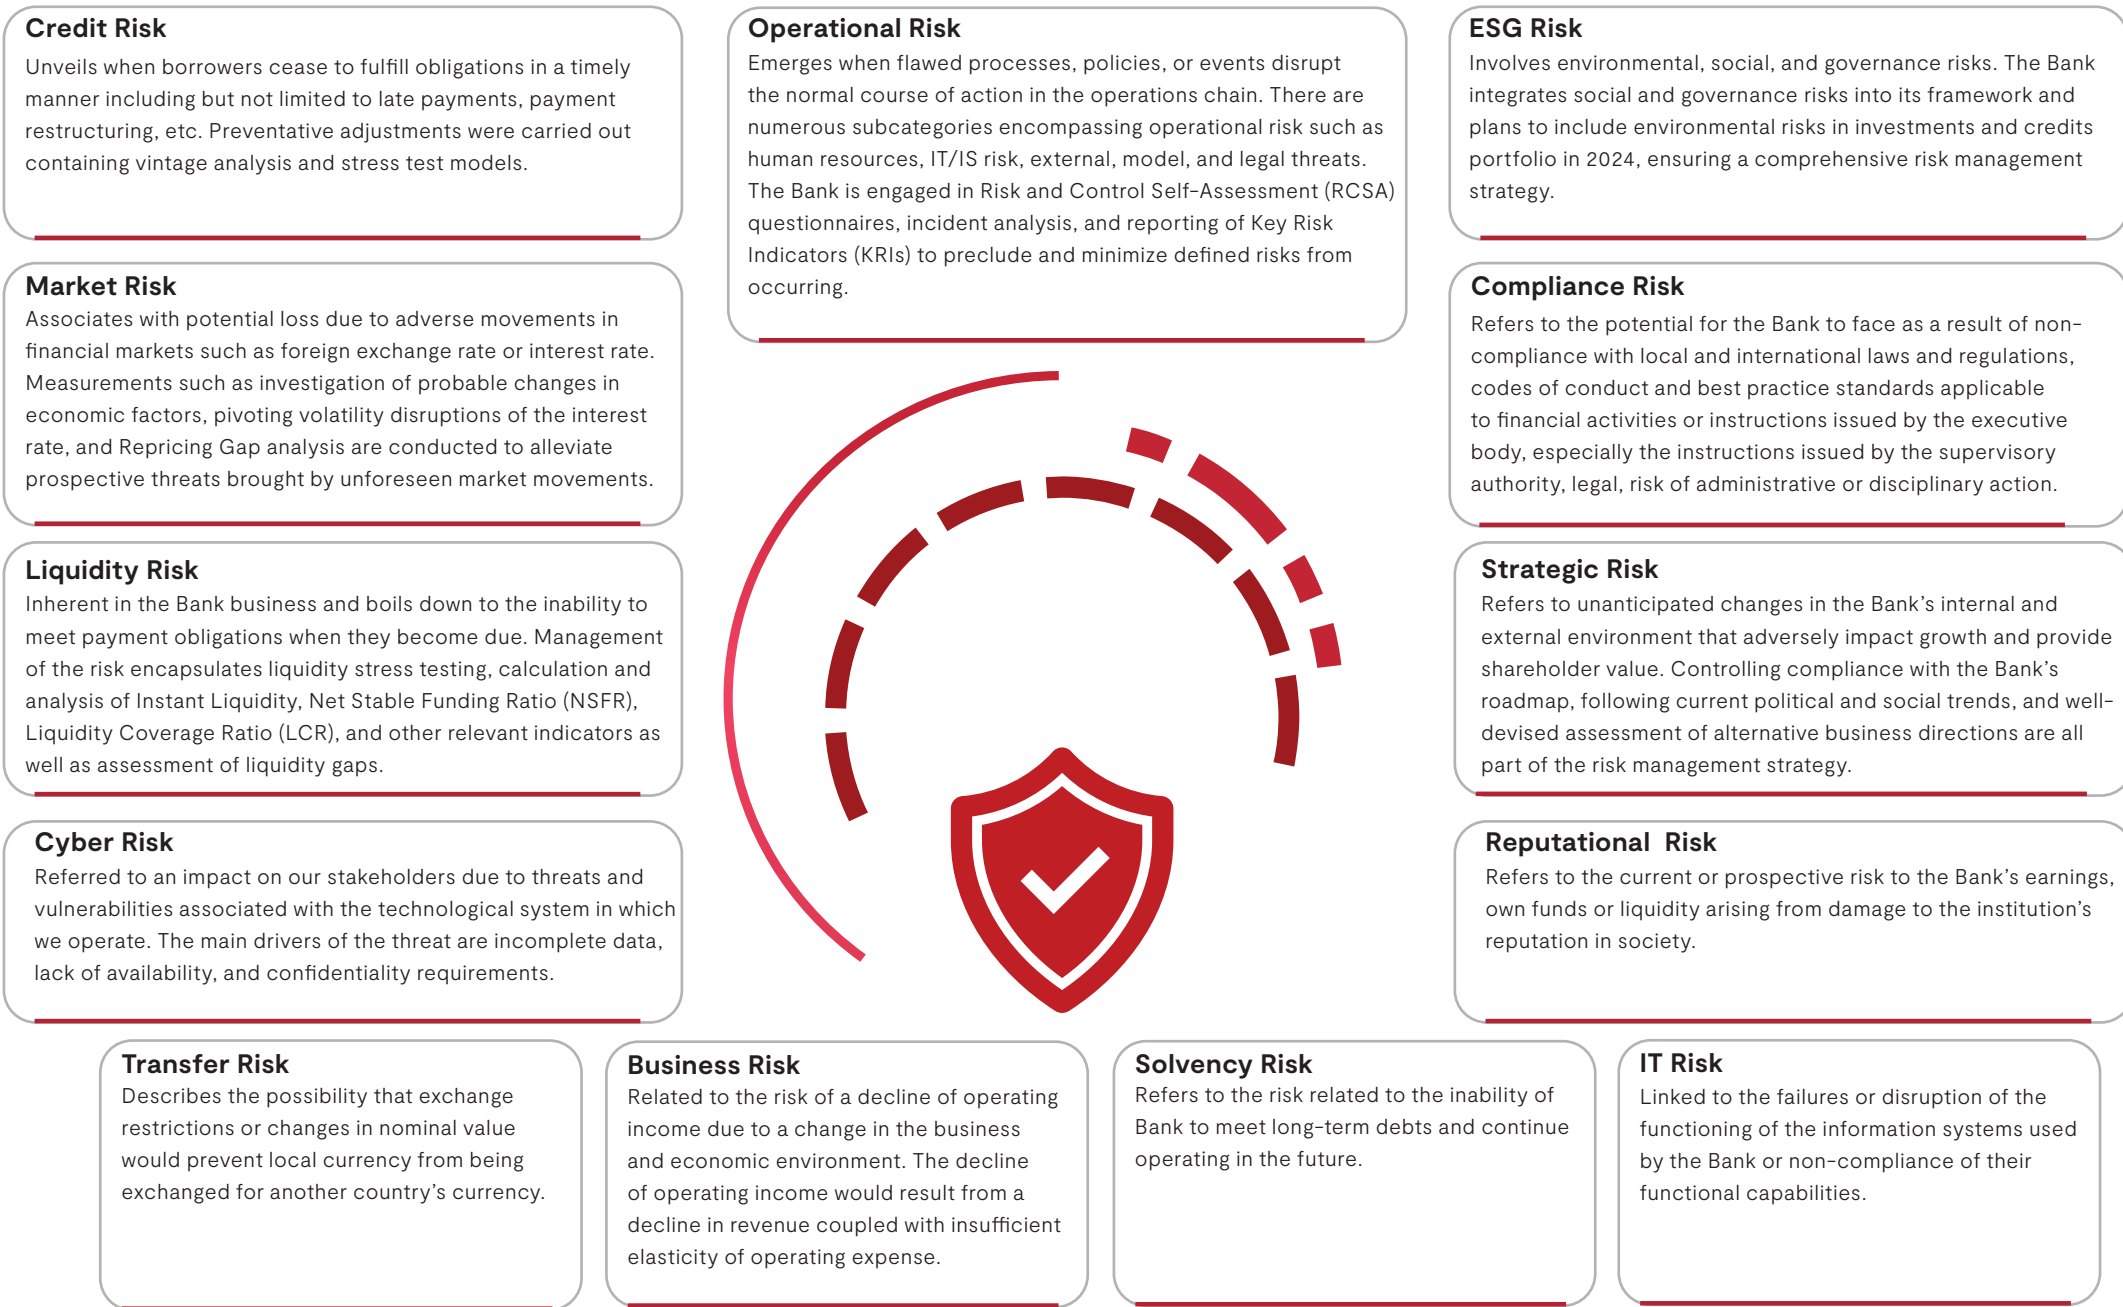 Credit Risk
Unveils when borrowers cease to fulfill obligations in a timely
manner including but not limited to late payments, payment
restructuring, etc. Preventative adjustments were carried out
containing vintage analysis and stress test models.
Market Risk
Associates with potential loss due to adverse movements in
financial markets such as foreign exchange rate or interest rate.
Measurements such as investigation of probable changes in
economic factors, pivoting volatility disruptions of the interest
rate, and Repricing Gap analysis are conducted to alleviate
prospective threats brought by unforeseen market movements.
Liquidity Risk
Inherent in the Bank business and boils down to the inability to
meet payment obligations when they become due. Management
of the risk encapsulates liquidity stress testing, calculation and
analysis of Instant Liquidity, Net Stable Funding Ratio (NSFR),
Liquidity Coverage Ratio (LCR), and other relevant indicators as
well as assessment of liquidity gaps.
Cyber Risk
Referred to an impact on our stakeholders due to threats and
vulnerabilities associated with the technological system in which
we operate. The main drivers of the threat are incomplete data,
lack of availability, and confidentiality requirements.
Operational Risk
Emerges when flawed processes, policies, or events disrupt
the normal course of action in the operations chain. There are
numerous subcategories encompassing operational risk such as
human resources, IT/IS risk, external, model, and legal threats.
The Bank is engaged in Risk and Control Self-Assessment (RCSA)
questionnaires, incident analysis, and reporting of Key Risk
Indicators (KRIs) to preclude and minimize defined risks from
occurring.
ESG Risk
Involves environmental, social, and governance risks. The Bank
integrates social and governance risks into its framework and
plans to include environmental risks in investments and credits
portfolio in 2024, ensuring a comprehensive risk management
strategy.
Compliance Risk
Refers to the potential for the Bank to face as a result of non-
compliance with local and international laws and regulations,
codes of conduct and best practice standards applicable
to financial activities or instructions issued by the executive
body, especially the instructions issued by the supervisory
authority, legal, risk of administrative or disciplinary action.
Strategic Risk
Refers to unanticipated changes in the Bank's internal and
external environment that adversely impact growth and provide
shareholder value. Controlling compliance with the Bank's
roadmap, following current political and social trends, and well-
devised assessment of alternative business directions are all
part of the risk management strategy.
Reputational Risk
Refers to the current or prospective risk to the Bank's earnings,
own funds or liquidity arising from damage to the institution's
reputation in society.
Transfer Risk
Describes the possibility that exchange
restrictions or changes in nominal value
would prevent local currency from being
exchanged for another country's currency.
Business Risk
Related to the risk of a decline of operating
income due to a change in the business
and economic environment. The decline
of operating income would result from a
decline in revenue coupled with insufficient
elasticity of operating expense.
Solvency Risk
Refers to the risk related to the inability of
Bank to meet long-term debts and continue
operating in the future.
IT Risk
Linked to the failures or disruption of the
functioning of the information systems used
by the Bank or non-compliance of their
functional capabilities.